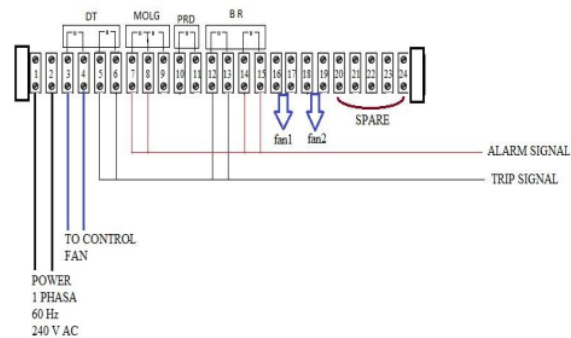 DT MOLG PRD B R
1 2 3 4 5 6 7 8 9 10 11 12 13 14 15 16 17 18 19 20 21 22 23 24
fan1 fan2 SPARE
ALARM SIGNAL
TRIP SIGNAL
TO CONTROL
FAN
POWER
1 PHASA
60 Hz
240 V AC